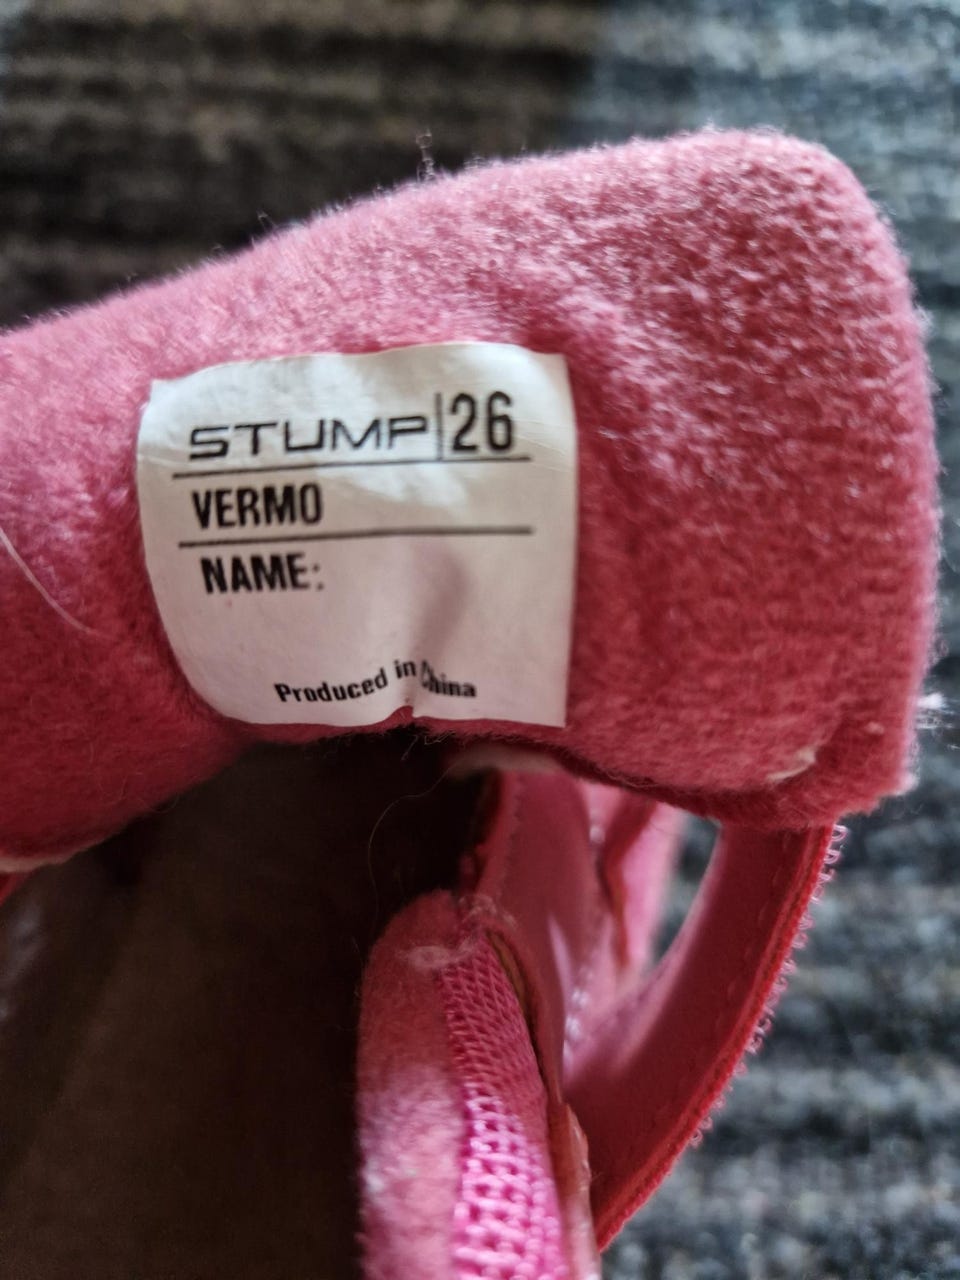 STUMP|26
VERMO
NAME:
Produced in China